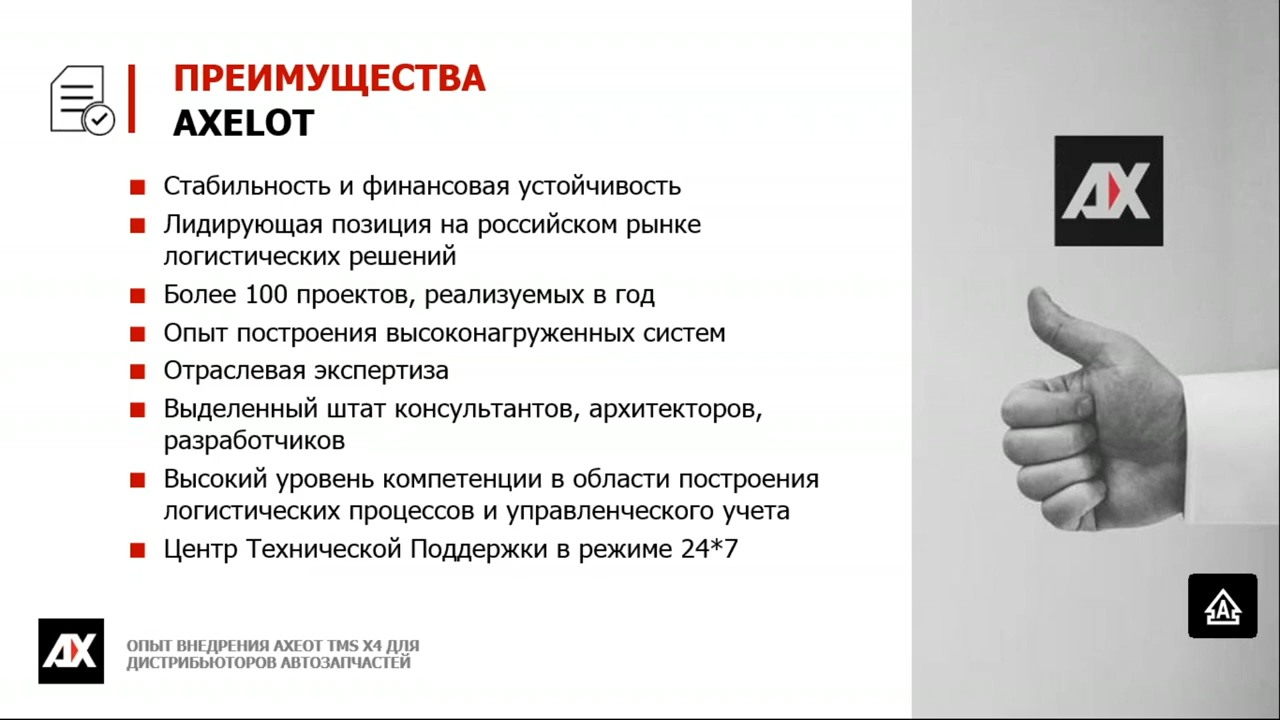 ПРЕИМУЩЕСТВА
AXELOT
Стабильность и финансовая устойчивость
Лидирующая позиция на российском рынке
логистических решений
Более 100 проектов, реализуемых в год
Опыт построения высоконагруженных систем
Отраслевая экспертиза
Выделенный штат консультантов, архитекторов,
разработчиков
Высокий уровень компетенции в области построения
логистических процессов и управленческого учета
Центр Технической Поддержки в режиме 24*7
AX
AX
ОПЫТ ВНЕДРЕНИЯ AXEOT TMS X4 ДЛЯ
ДИСТРИБЬЮТОРОВ АВТОЗАПЧАСТЕЙ
A